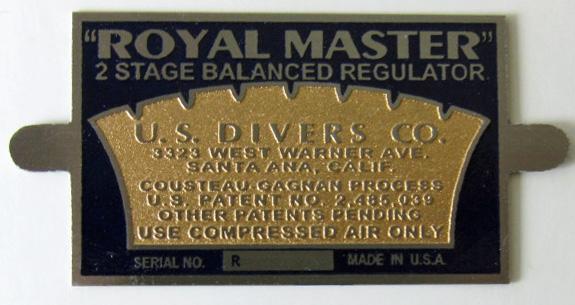 "ROYAL MASTER"
2 STAGE BALANCED REGULATOR
U.S. DIVERS CO.
3323 WEST WARNER AVE.
SANTA ANA, CALIF.
COUSTEAU-GAGNAN PROCESS
U.S. PATENT NO. 2,485,039
OTHER PATENTS PENDING
USE COMPRESSED AIR ONLY
SERIAL NO. R MADE IN U.S.A.